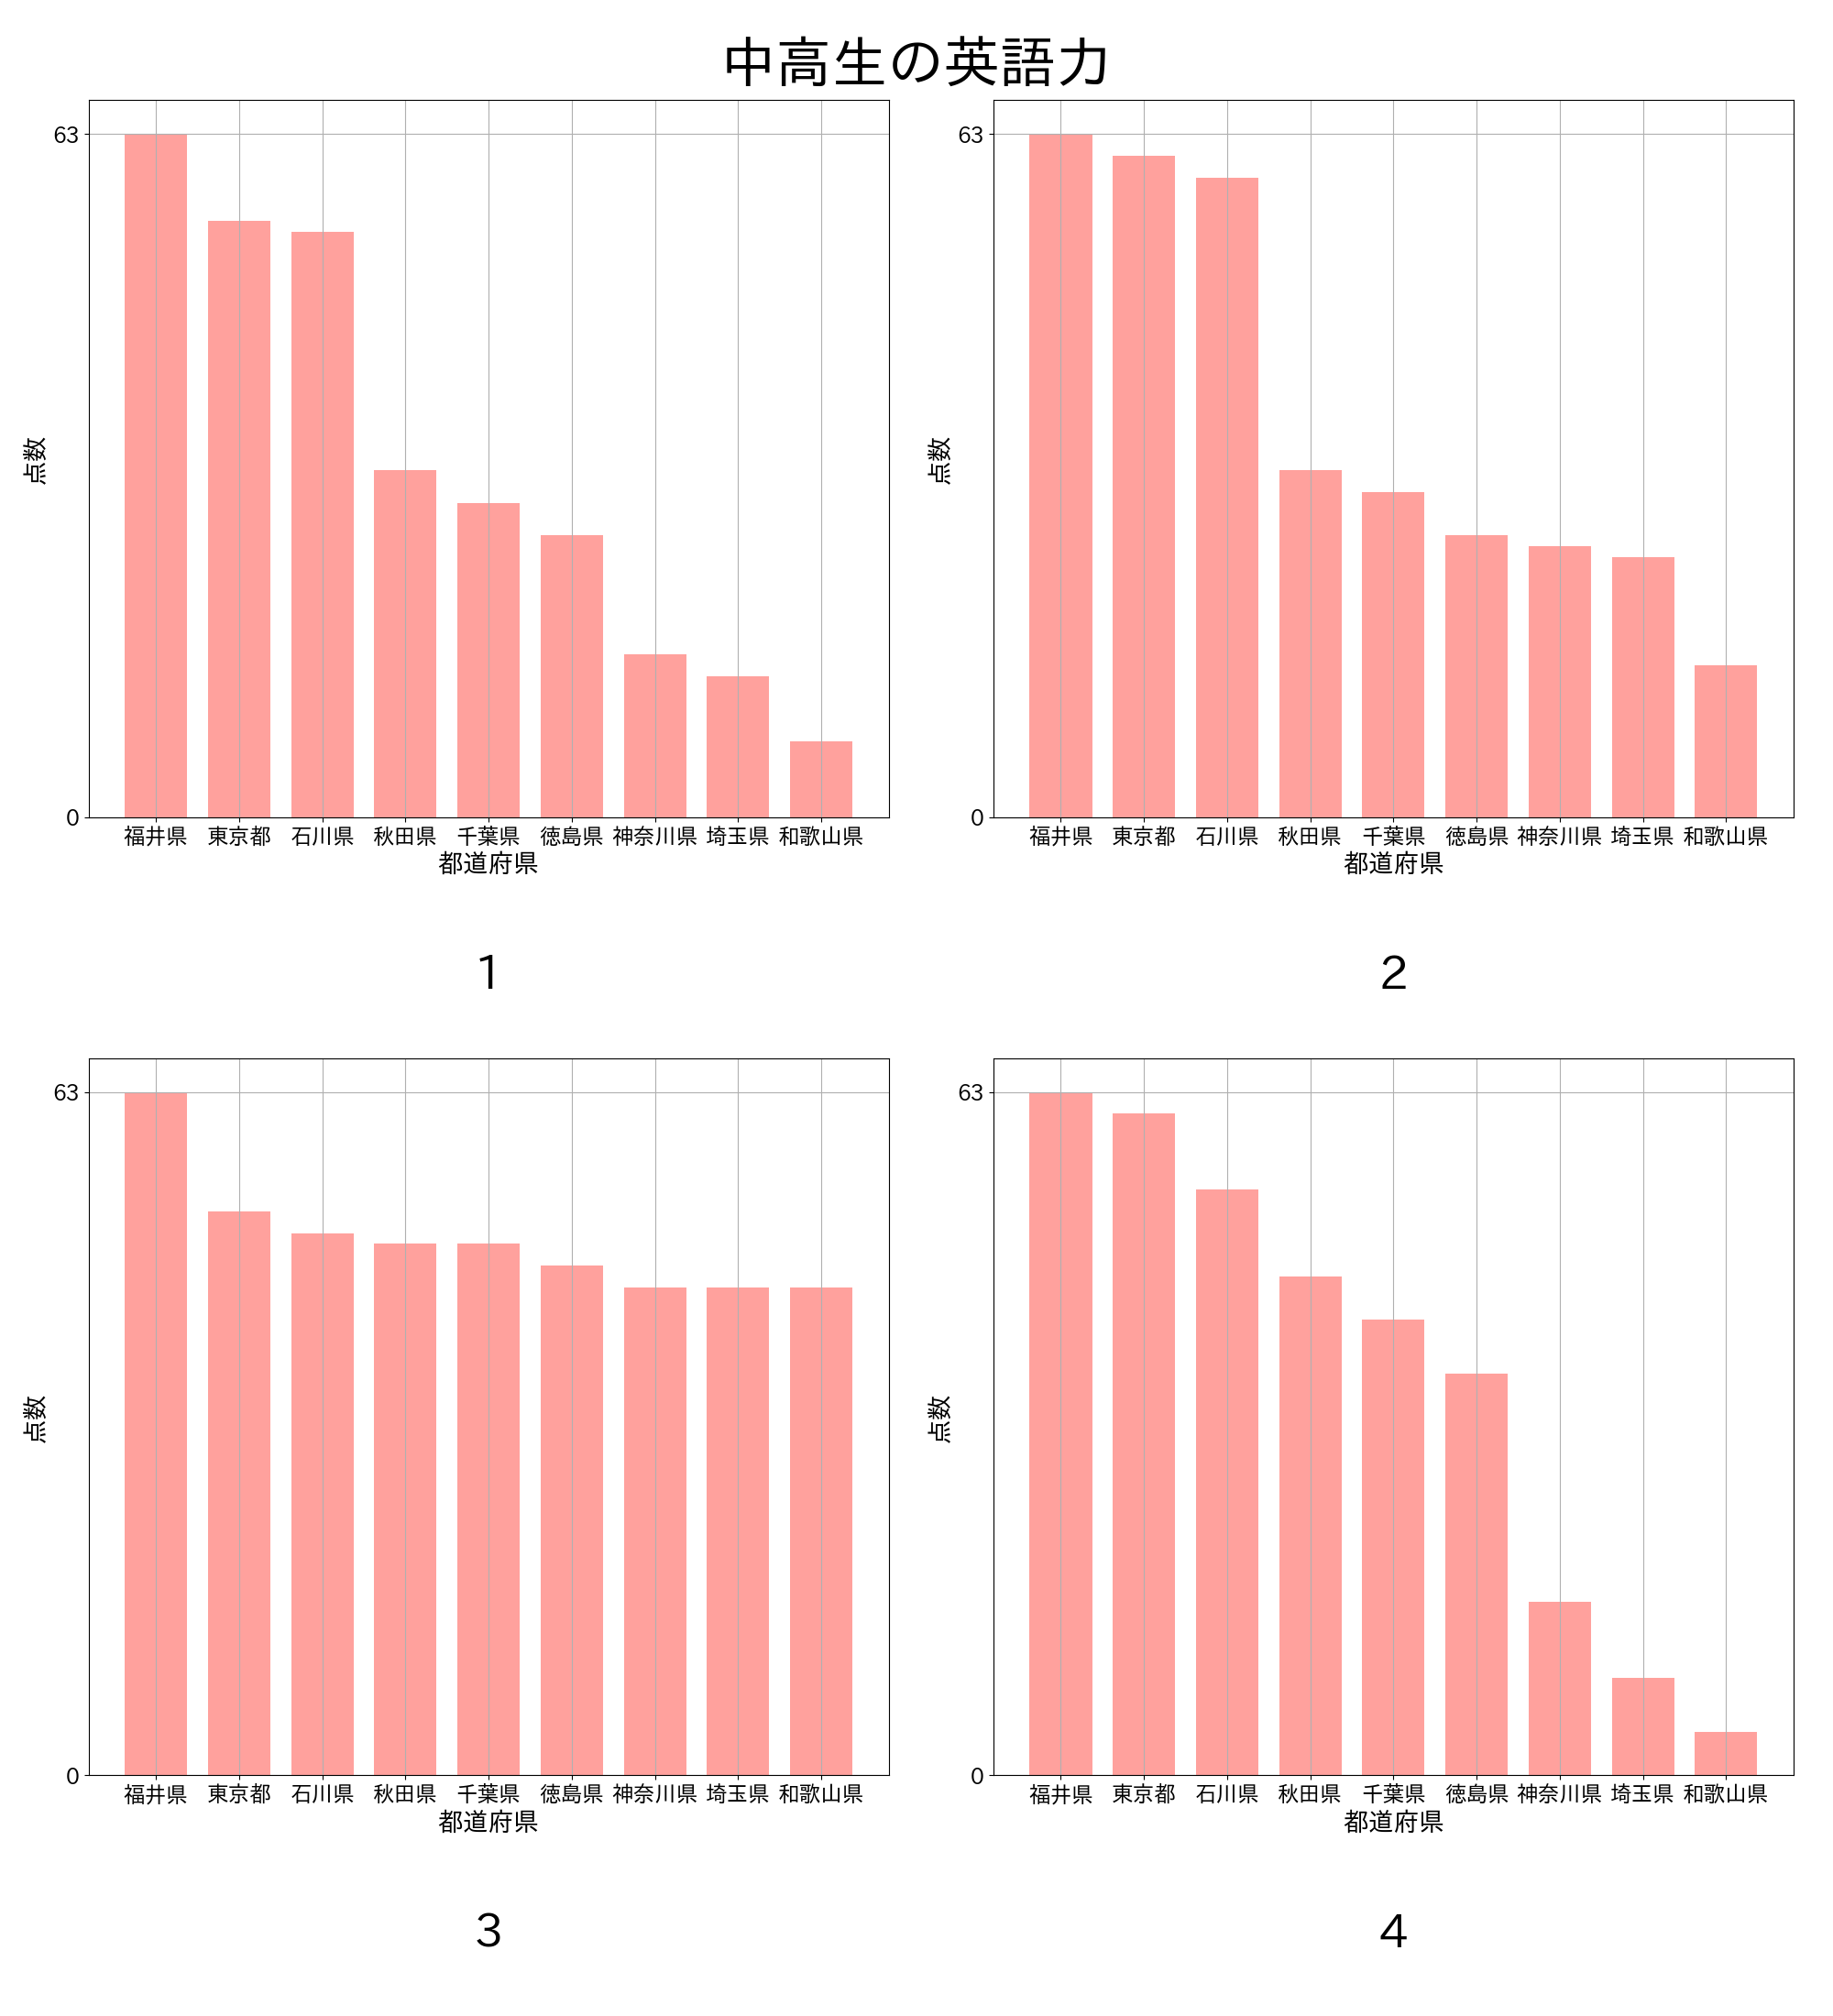 中高生の英語力
63
0
点数
福井県 東京都 石川県 秋田県 千葉県 徳島県 神奈川県 埼玉県 和歌山県
都道府県
1
63
0
点数
福井県 東京都 石川県 秋田県 千葉県 徳島県 神奈川県 埼玉県 和歌山県
都道府県
2
63
0
点数
福井県 東京都 石川県 秋田県 千葉県 徳島県 神奈川県 埼玉県 和歌山県
都道府県
3
63
0
点数
福井県 東京都 石川県 秋田県 千葉県 徳島県 神奈川県 埼玉県 和歌山県
都道府県
4